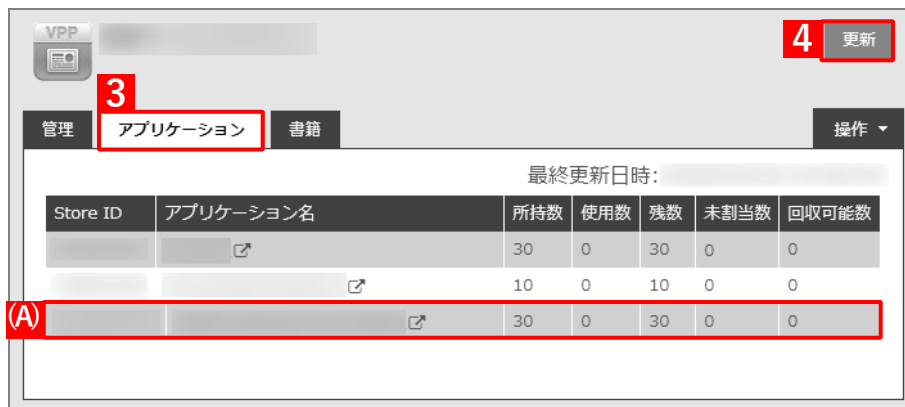 VPP
4 更新
3
管理 アプリケーション 書籍 操作
最終更新日時:
Store ID アプリケーション名 所持数 使用数 残数 未割当数 回収可能数
30 0 30 0 0
10 0 10 0 0
(A) 30 0 30 0 0